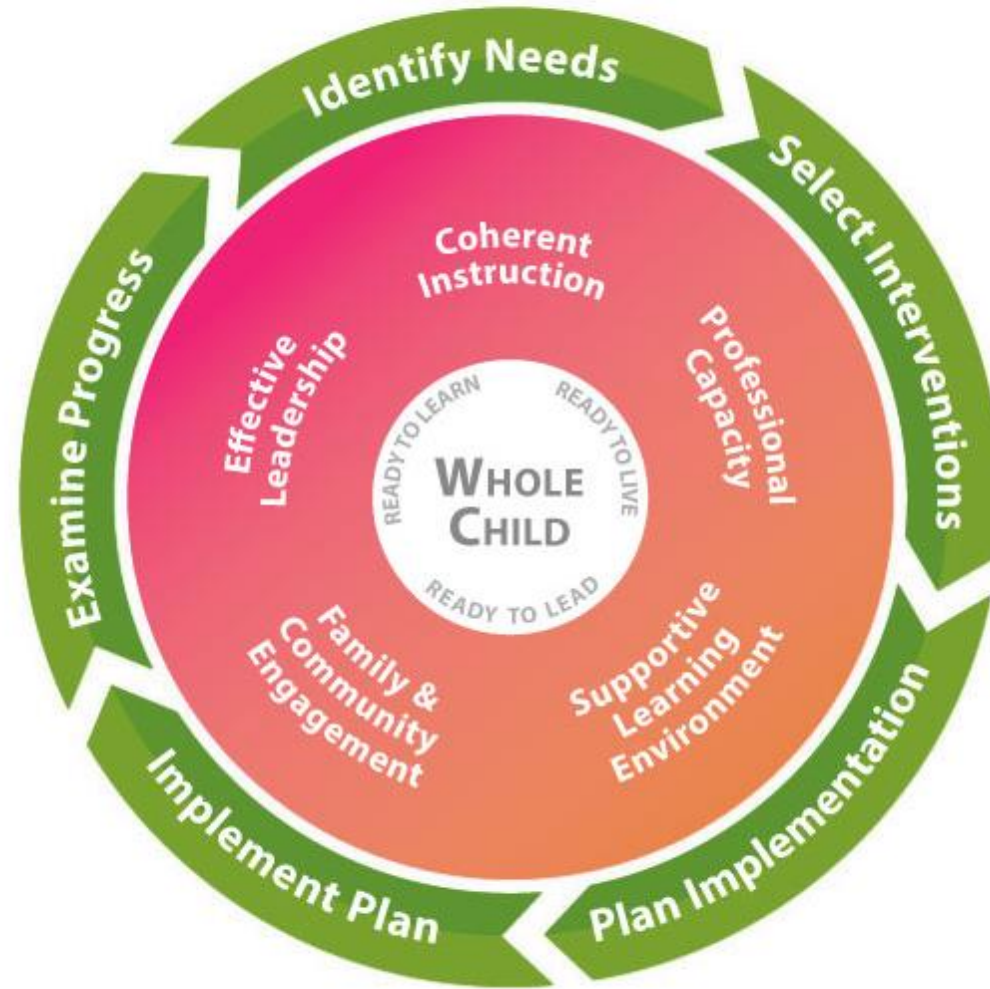 Identify Needs
Select Interventions
Plan Implementation
Implement Plan
Examine Progress
Coherent
Instruction
Professional
Capacity
Supportive
Learning
Environment
Family &
Community
Engagement
Effective
Leadership
READY TO LEARN
READY TO LIVE
READY TO LEAD
WHOLE
CHILD